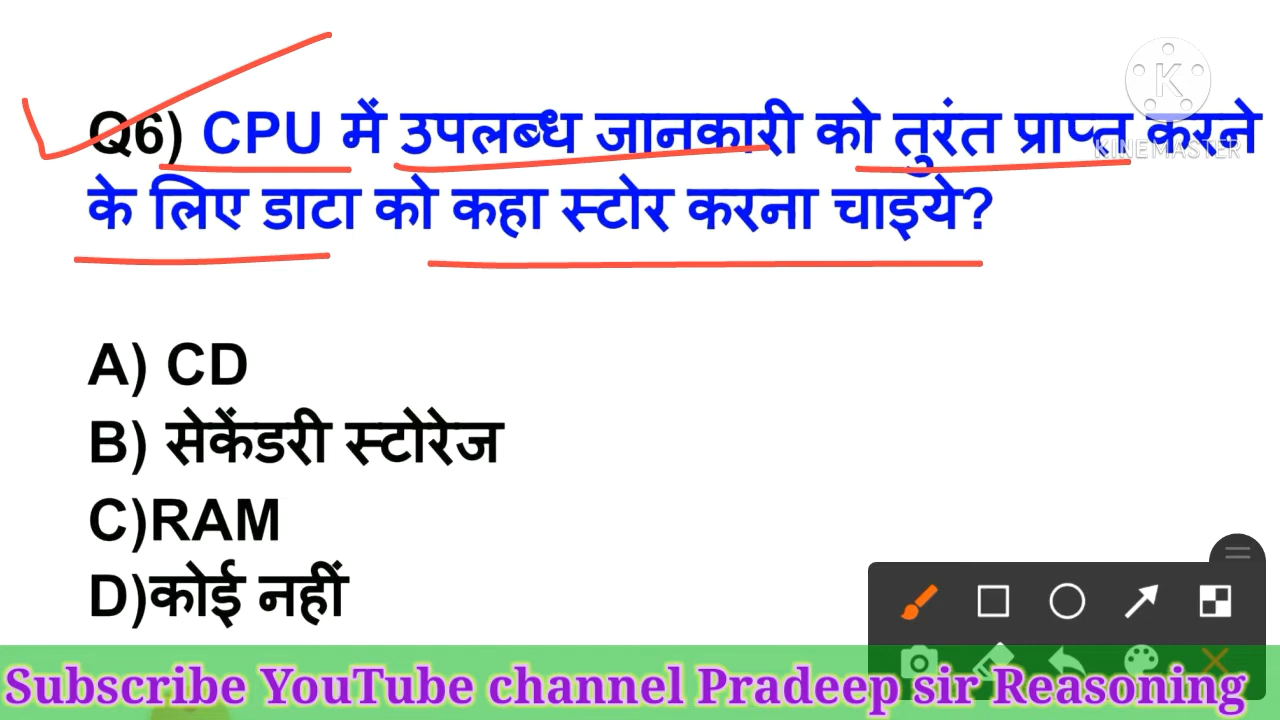 K
KINEMASTER
Q6) CPU में उपलब्ध जानकारी को तुरंत प्राप्त करने
के लिए डाटा को कहा स्टोर करना चाइये?
A) CD
B) सेकेंडरी स्टोरेज
C)RAM
D)कोई नहीं
Subscribe YouTube channel Pradeep sir Reasoning